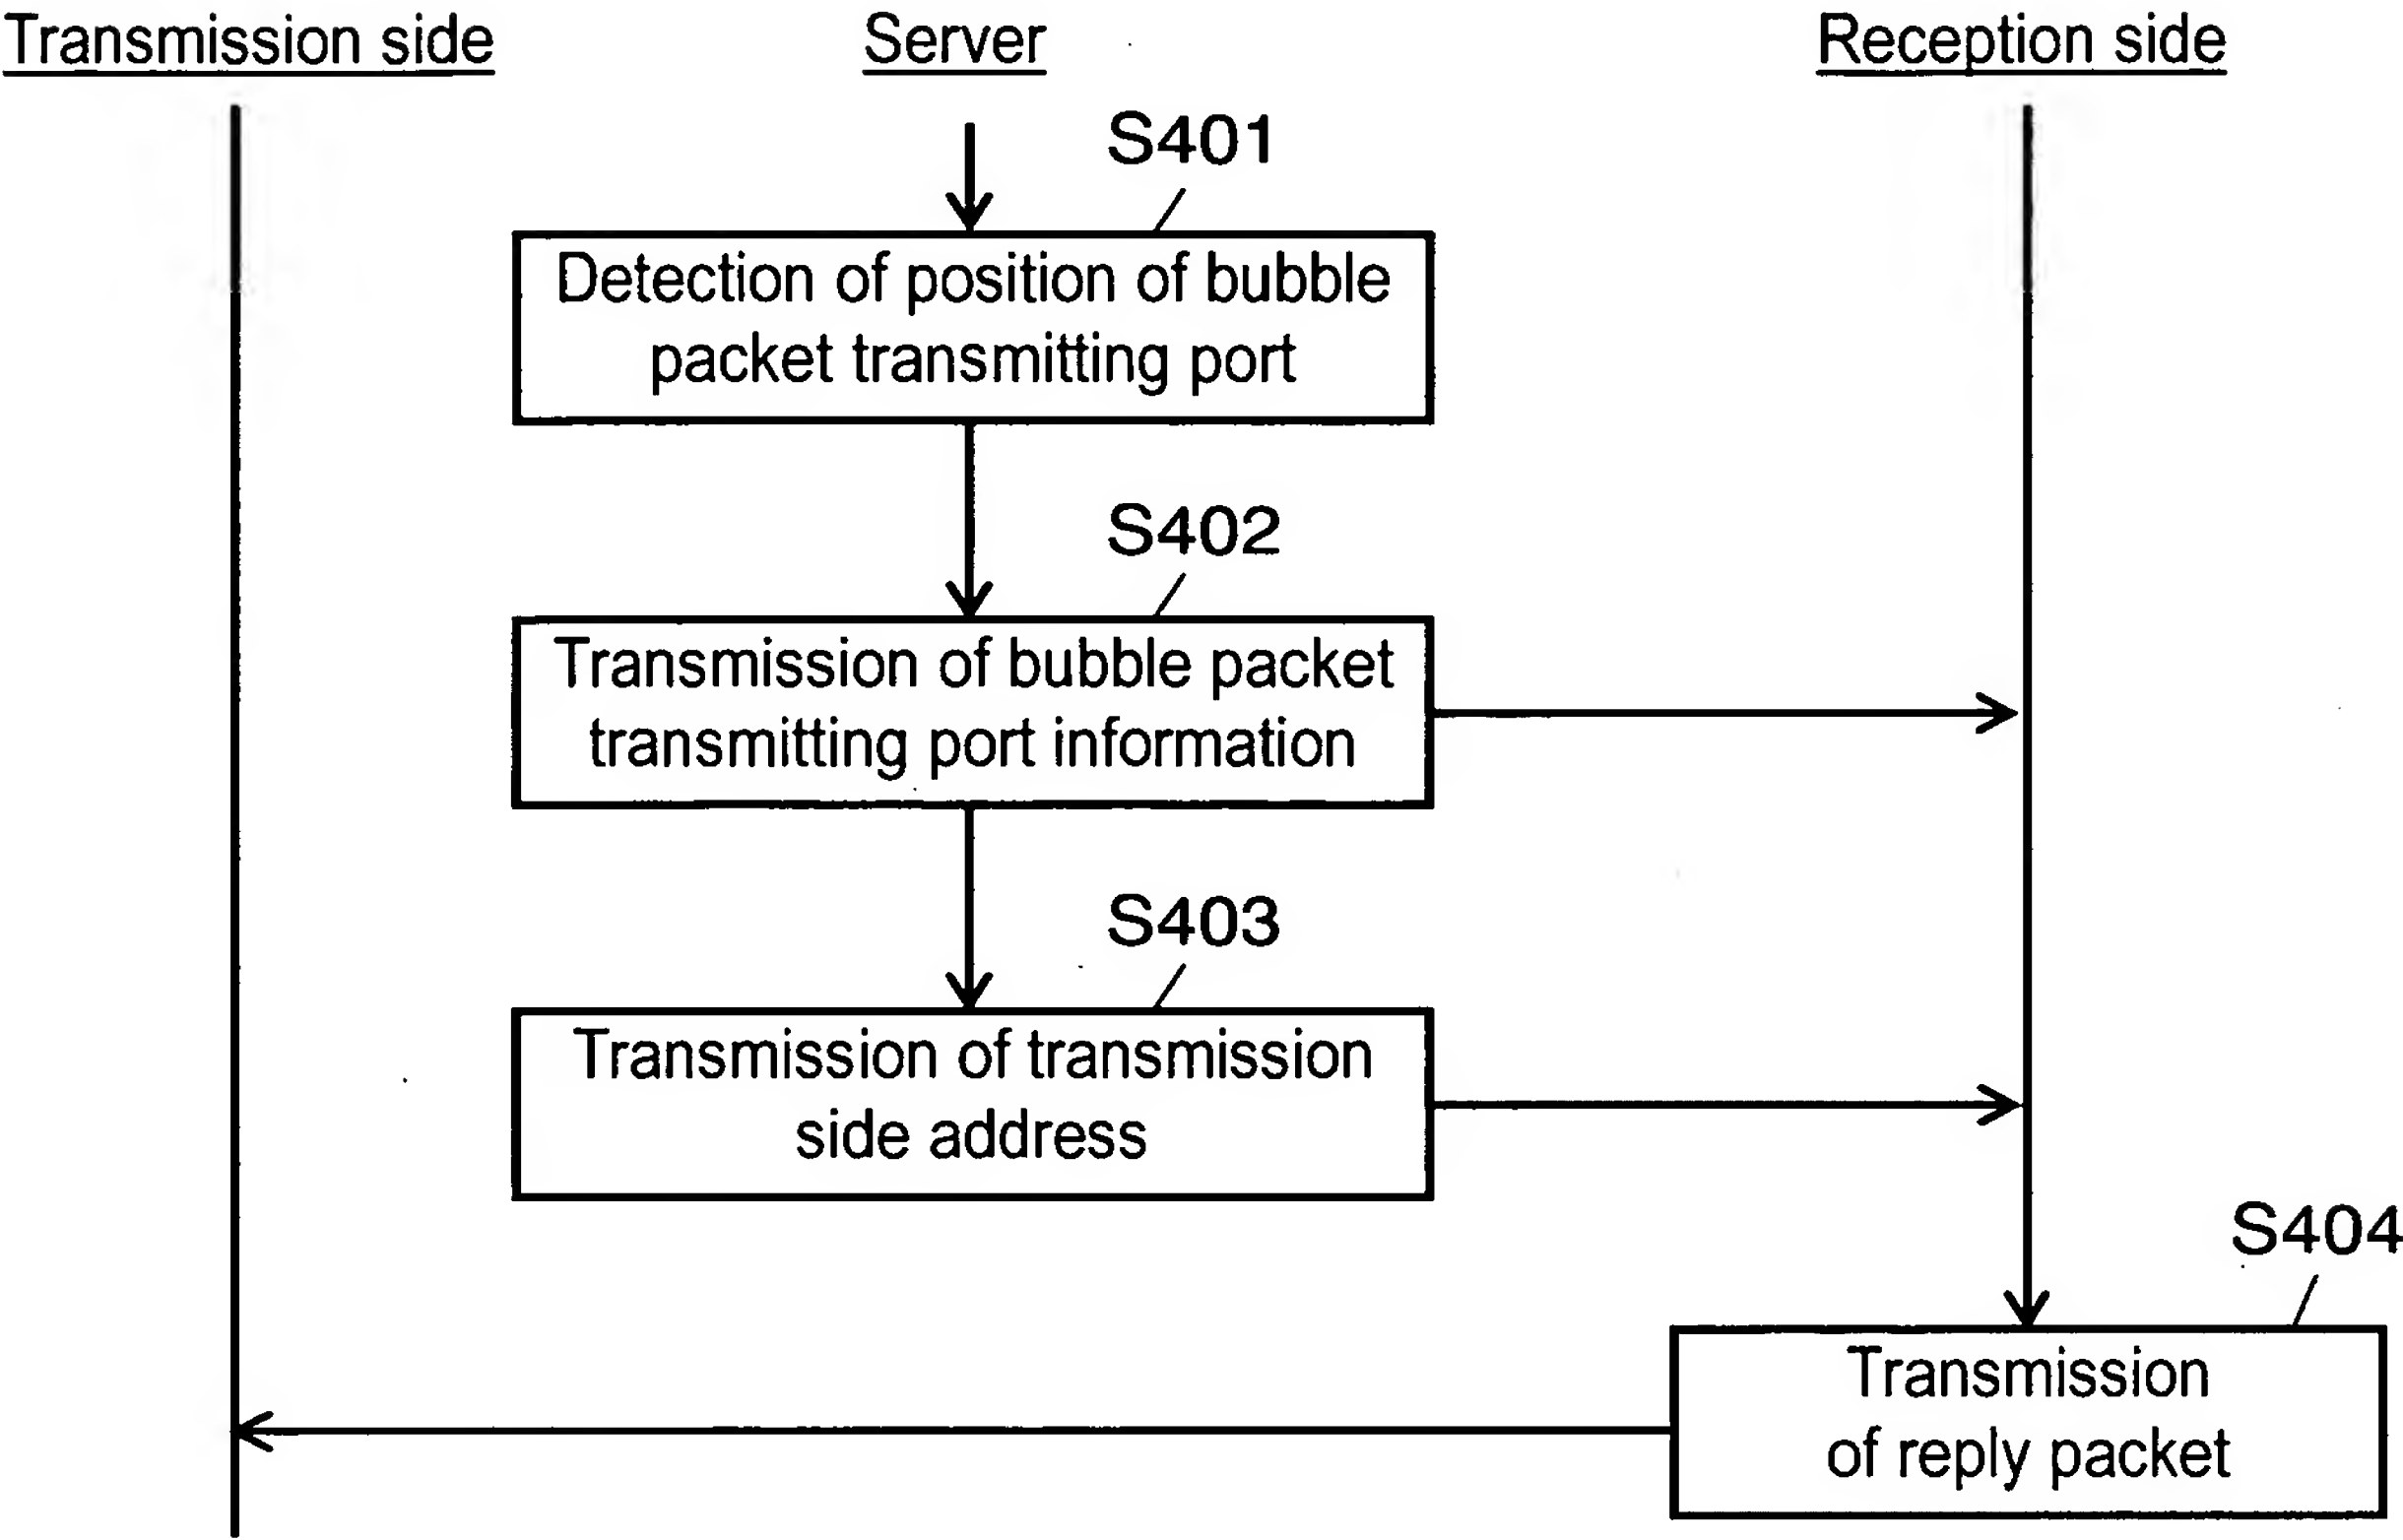 Transmission side
Server
Reception side
S401
Detection of position of bubble
packet transmitting port
S402
Transmission of bubble packet
transmitting port information
S403
Transmission of transmission
side address
S404
Transmission
of reply packet